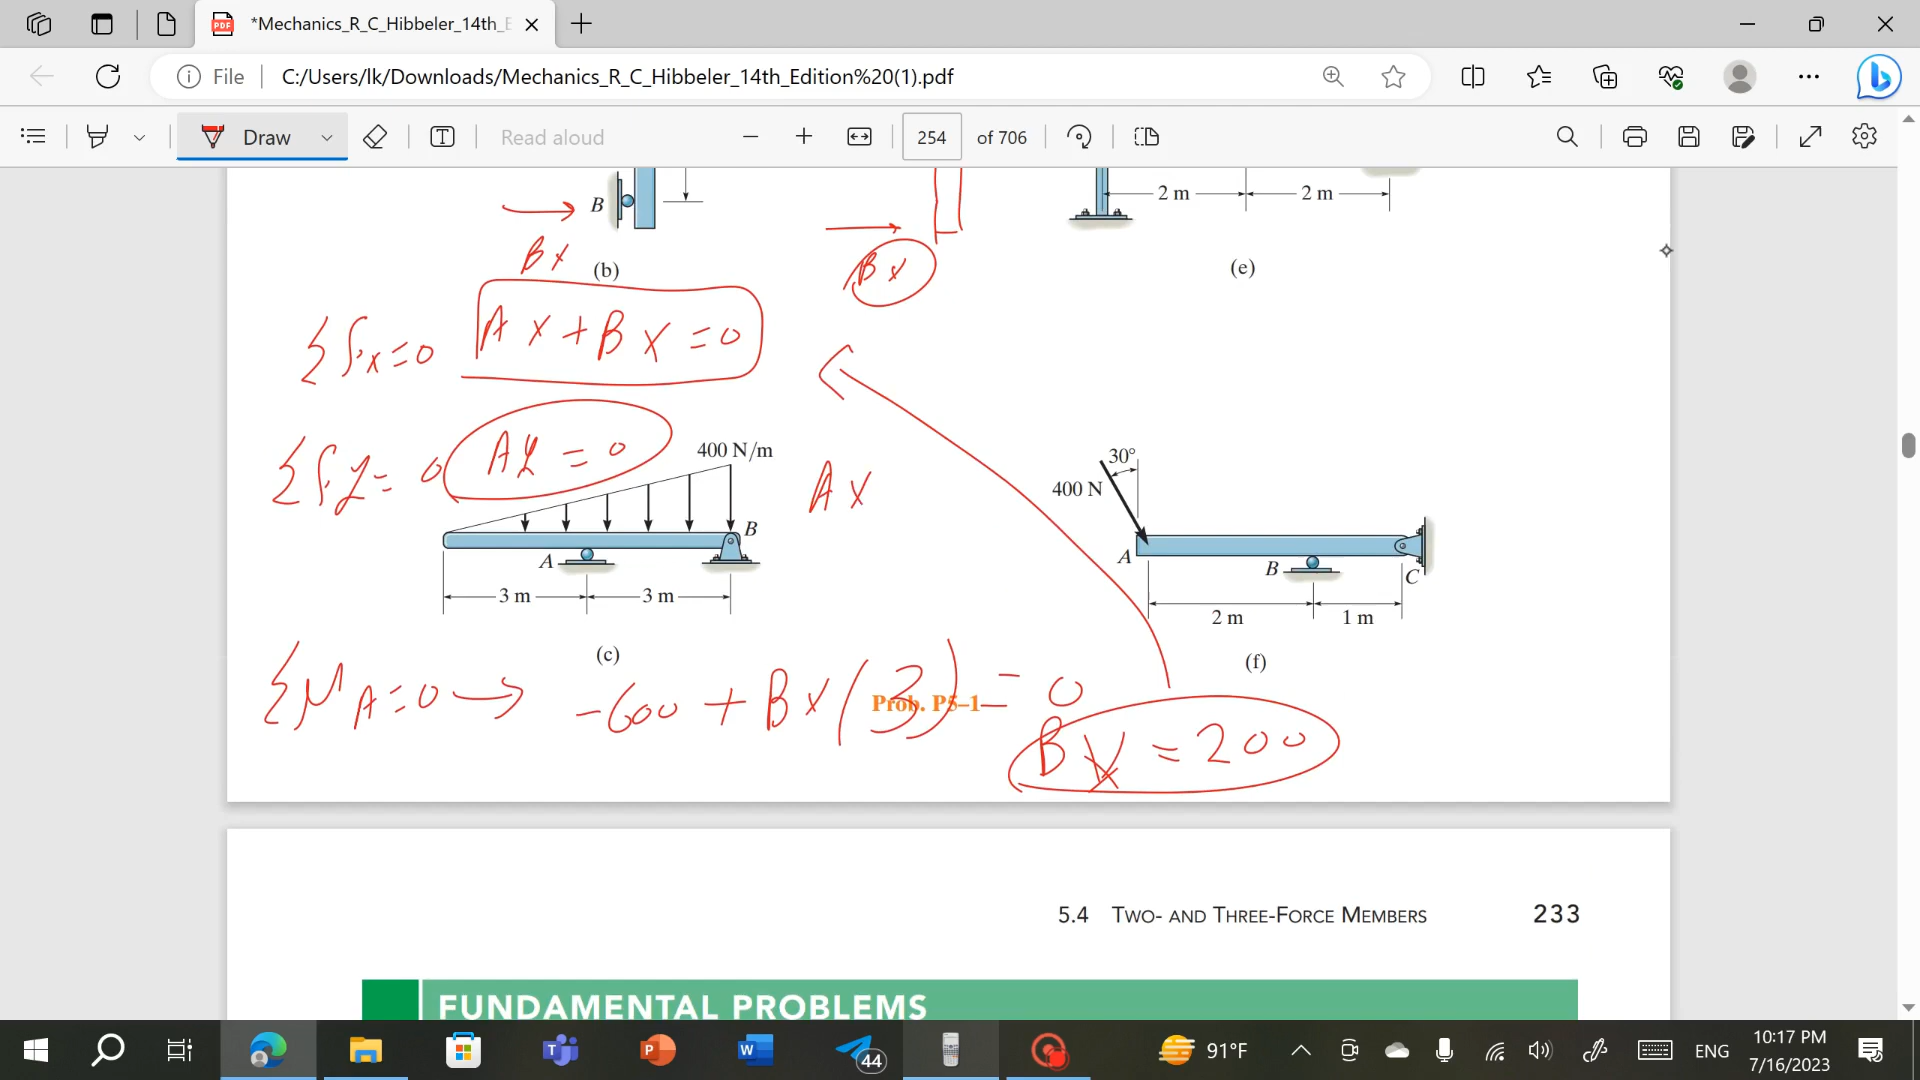 *Mechanics_R_C_Hibbeler_14th_E
File
C:/Users/lk/Downloads/Mechanics_R_C_Hibbeler_14th_Edition%20(1).pdf
Draw
Read aloud
254 of 706
B
2 m
2 m
Bx
(b)
Bx
(e)
Σfx=0 Ax+Bx=0
Σfy=0 Ay=0
400 N/m
Ax
30°
400 N
A
B
3 m
3 m
A
B
C
2 m
1 m
(c)
(f)
ΣMA=0→ -600+Bx(3)=0
Prob. P5–1
Bx=200
5.4 TWO- AND THREE-FORCE MEMBERS 233
FUNDAMENTAL PROBLEMS
44
91°F
ENG
10:17 PM
7/16/2023